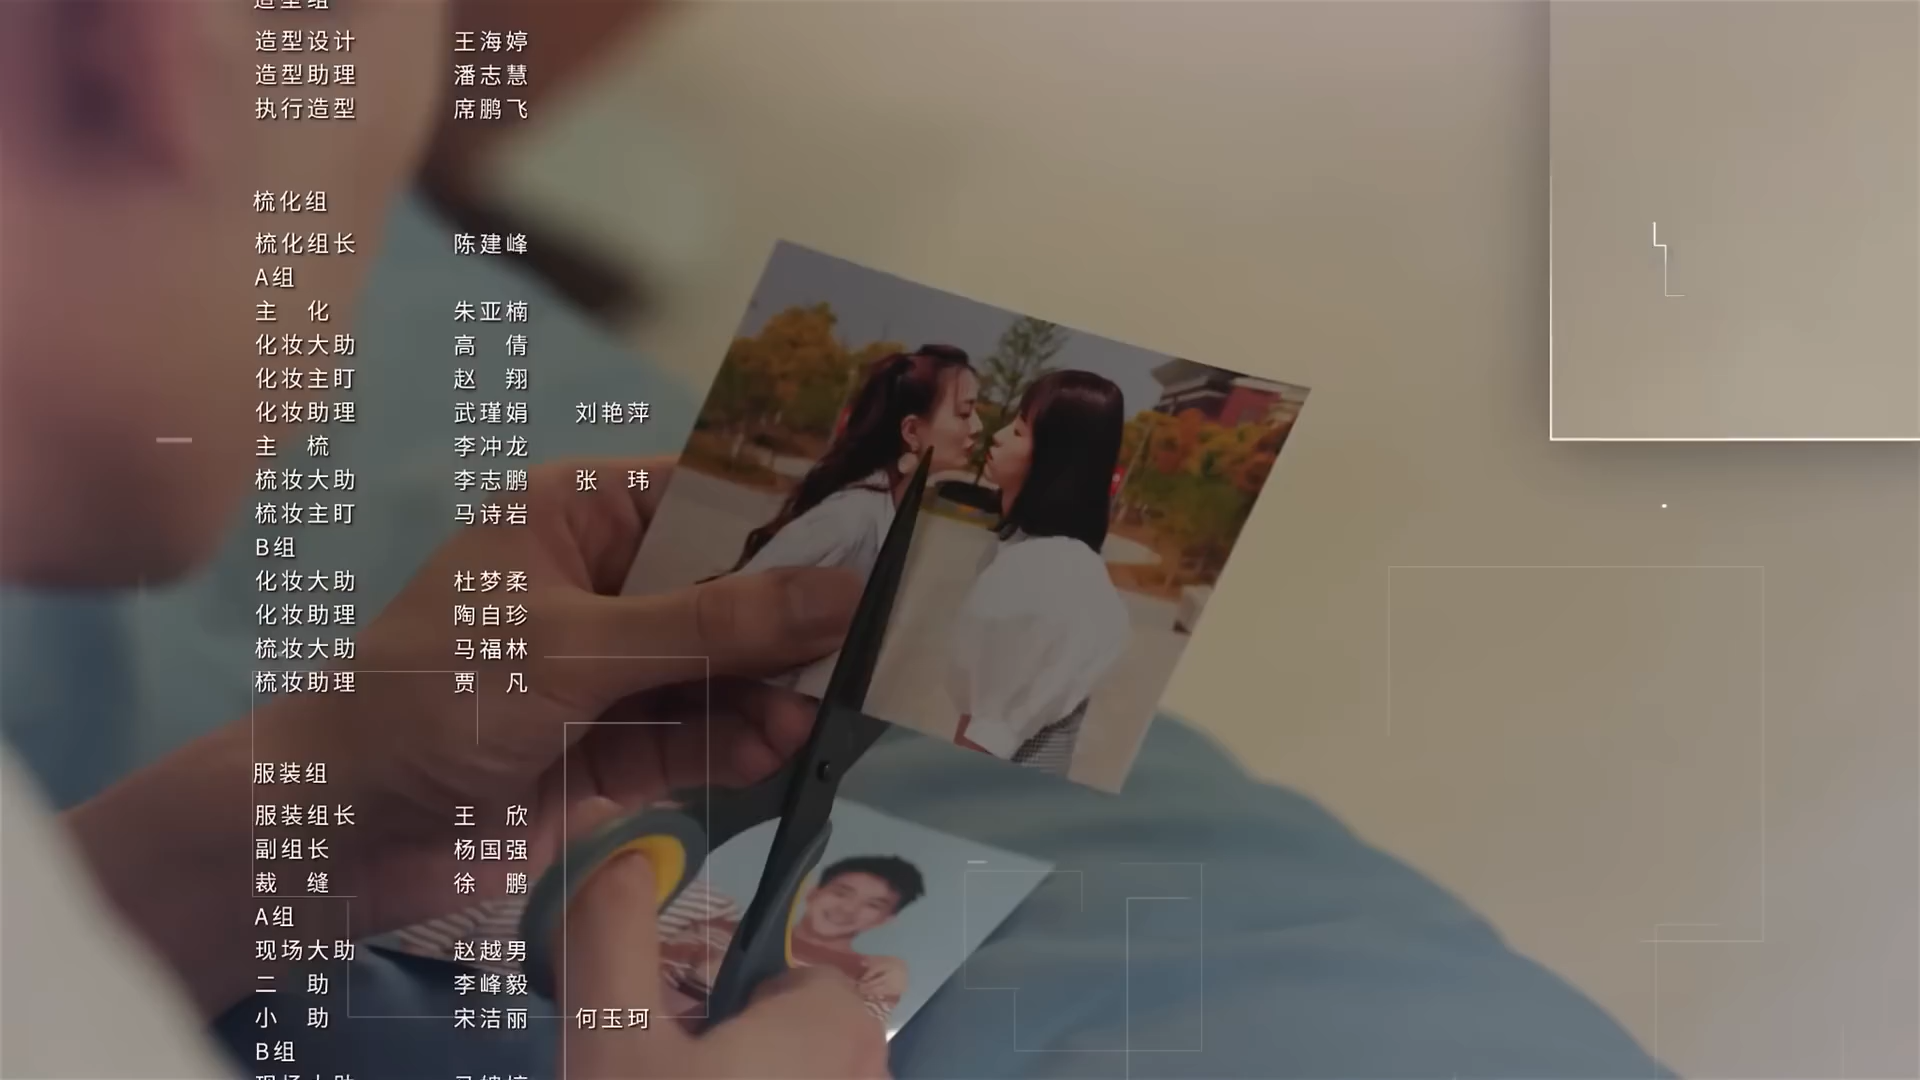 造型组
造型设计 王海婷
造型助理 潘志慧
执行造型 席鹏飞
梳化组
梳化组长 陈建峰
A组
主 化 朱亚楠
化妆大助 高 倩
化妆主盯 赵 翔
化妆助理 武瑾娟 刘艳萍
主 梳 李冲龙
梳妆大助 李志鹏 张 玮
梳妆主盯 马诗岩
B组
化妆大助 杜梦柔
化妆助理 陶自珍
梳妆大助 马福林
梳妆助理 贾 凡
服装组
服装组长 王 欣
副组长 杨国强
裁 缝 徐 鹏
A组
现场大助 赵越男
二 助 李峰毅
小 助 宋洁丽 何玉珂
B组
现场大助